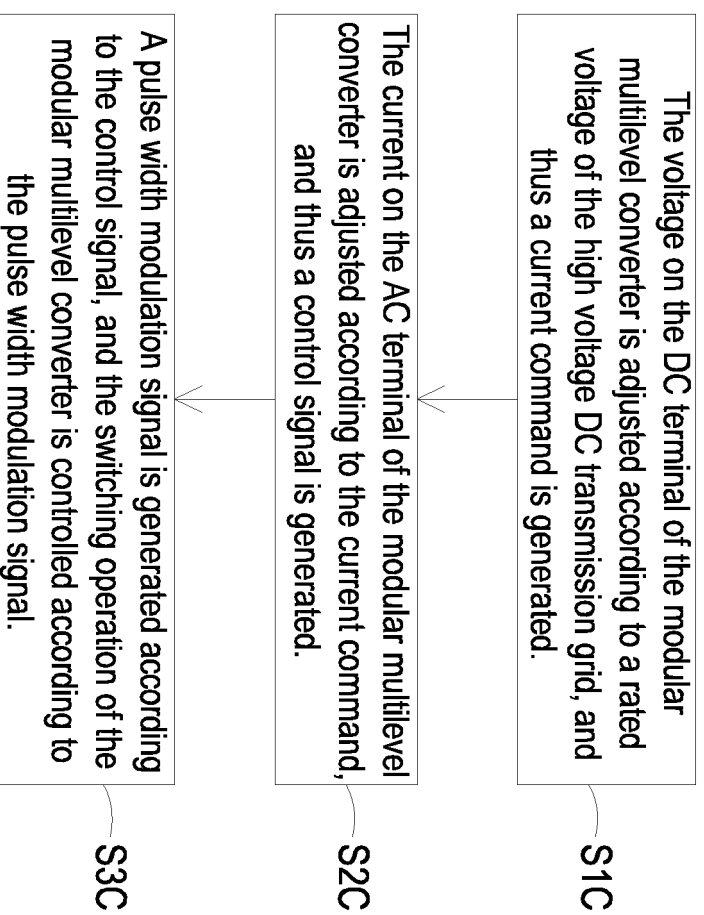 The voltage on the DC terminal of the modular
multilevel converter is adjusted according to a rated
voltage of the high voltage DC transmission grid, and
thus a current command is generated.
S1C
The current on the AC terminal of the modular multilevel
converter is adjusted according to the current command,
and thus a control signal is generated.
S2C
A pulse width modulation signal is generated according
to the control signal, and the switching operation of the
modular multilevel converter is controlled according to
the pulse width modulation signal.
S3C